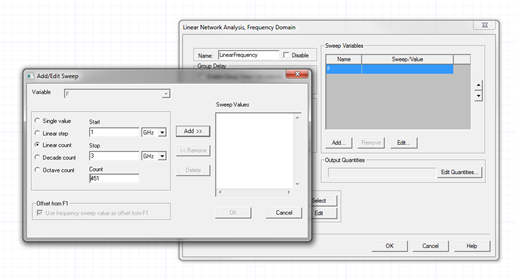 Linear Network Analysis, Frequency Domain
Name: LinearFrequency Disable
Group Delay
Sweep Variables
Name Sweep/Value
F
Add... Remove Edit...
Output Quantities
Edit Quantities...
Select
Edit
OK Cancel Help
Add/Edit Sweep
Variable F
Single value
Linear step
Linear count
Decade count
Octave count
Start
1 GHz
Stop
3 GHz
Count
451
Add >>
<< Remove
Delete
Sweep Values
Offset from F1
Use frequency sweep value as offset from F1
OK Cancel